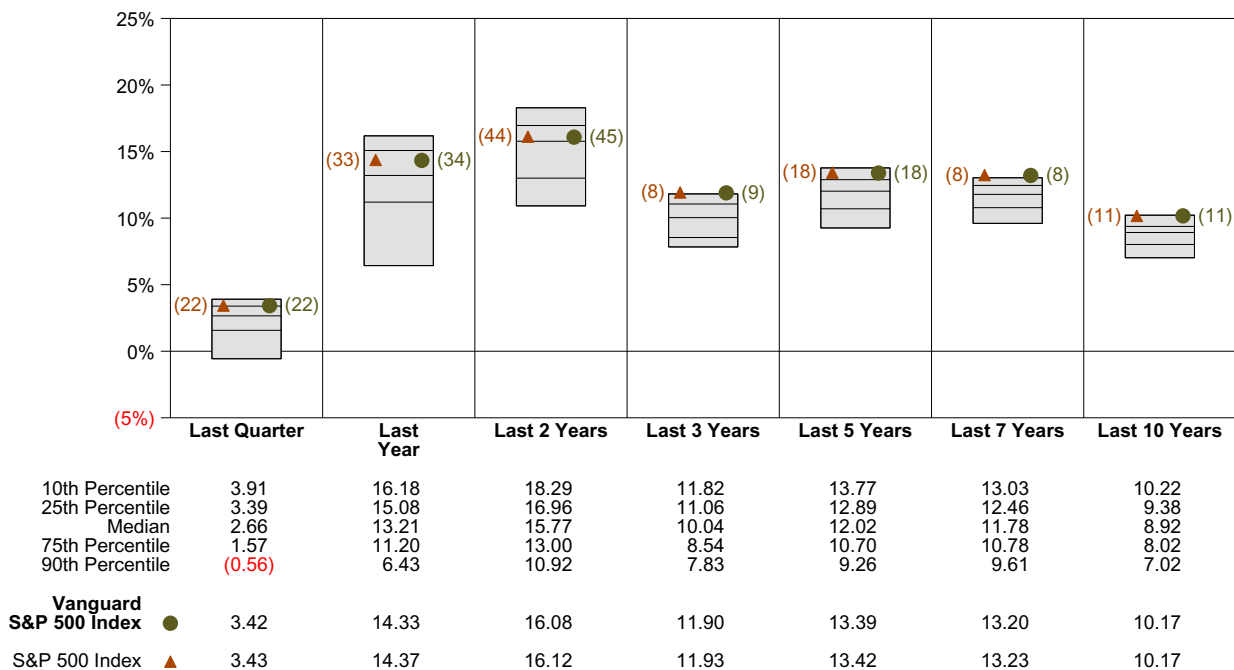 25%
20%
15%
10%
5%
0%
(5%)
(22) (22)
(33) (34)
(44) (45)
(8) (9)
(18) (18)
(8) (8)
(11) (11)
Last Quarter Last Year Last 2 Years Last 3 Years Last 5 Years Last 7 Years Last 10 Years
10th Percentile 3.91 16.18 18.29 11.82 13.77 13.03 10.22
25th Percentile 3.39 15.08 16.96 11.06 12.89 12.46 9.38
Median 2.66 13.21 15.77 10.04 12.02 11.78 8.92
75th Percentile 1.57 11.20 13.00 8.54 10.70 10.78 8.02
90th Percentile (0.56) 6.43 10.92 7.83 9.26 9.61 7.02
Vanguard
S&P 500 Index 3.42 14.33 16.08 11.90 13.39 13.20 10.17
S&P 500 Index 3.43 14.37 16.12 11.93 13.42 13.23 10.17